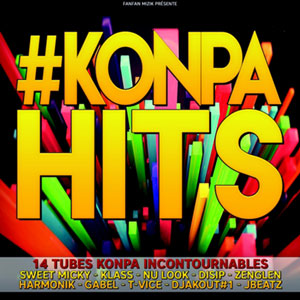 FANFAN MIZIK PRÉSENTE
#KONPA
HITS
14 TUBES KONPA INCONTOURNABLES
SWEET MICKY - KLASS - NU LOOK - DISIP - ZENGLEN
HARMONIK - GABEL - T-VICE - DJAKOUT#1 - JBEATZ